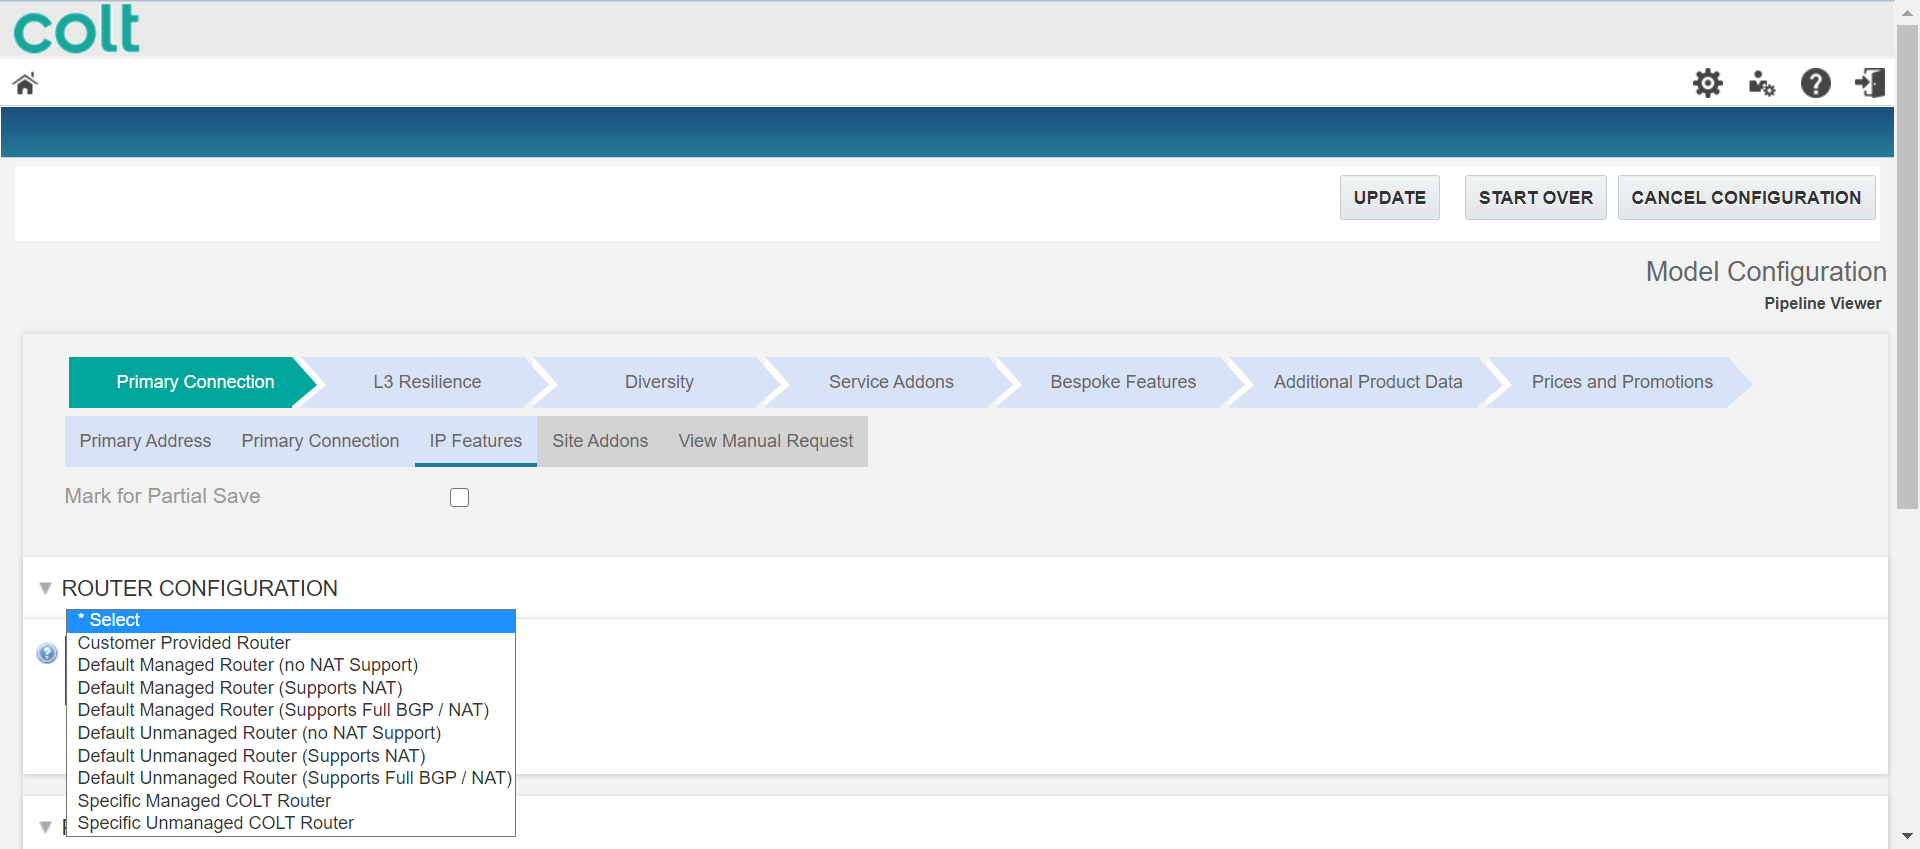 colt
UPDATE
START OVER
CANCEL CONFIGURATION
Model Configuration
Pipeline Viewer
Primary Connection
L3 Resilience
Diversity
Service Addons
Bespoke Features
Additional Product Data
Prices and Promotions
Primary Address
Primary Connection
IP Features
Site Addons
View Manual Request
Mark for Partial Save
ROUTER CONFIGURATION
* Select
Customer Provided Router
Default Managed Router (no NAT Support)
Default Managed Router (Supports NAT)
Default Managed Router (Supports Full BGP / NAT)
Default Unmanaged Router (no NAT Support)
Default Unmanaged Router (Supports NAT)
Default Unmanaged Router (Supports Full BGP / NAT)
Specific Managed COLT Router
Specific Unmanaged COLT Router